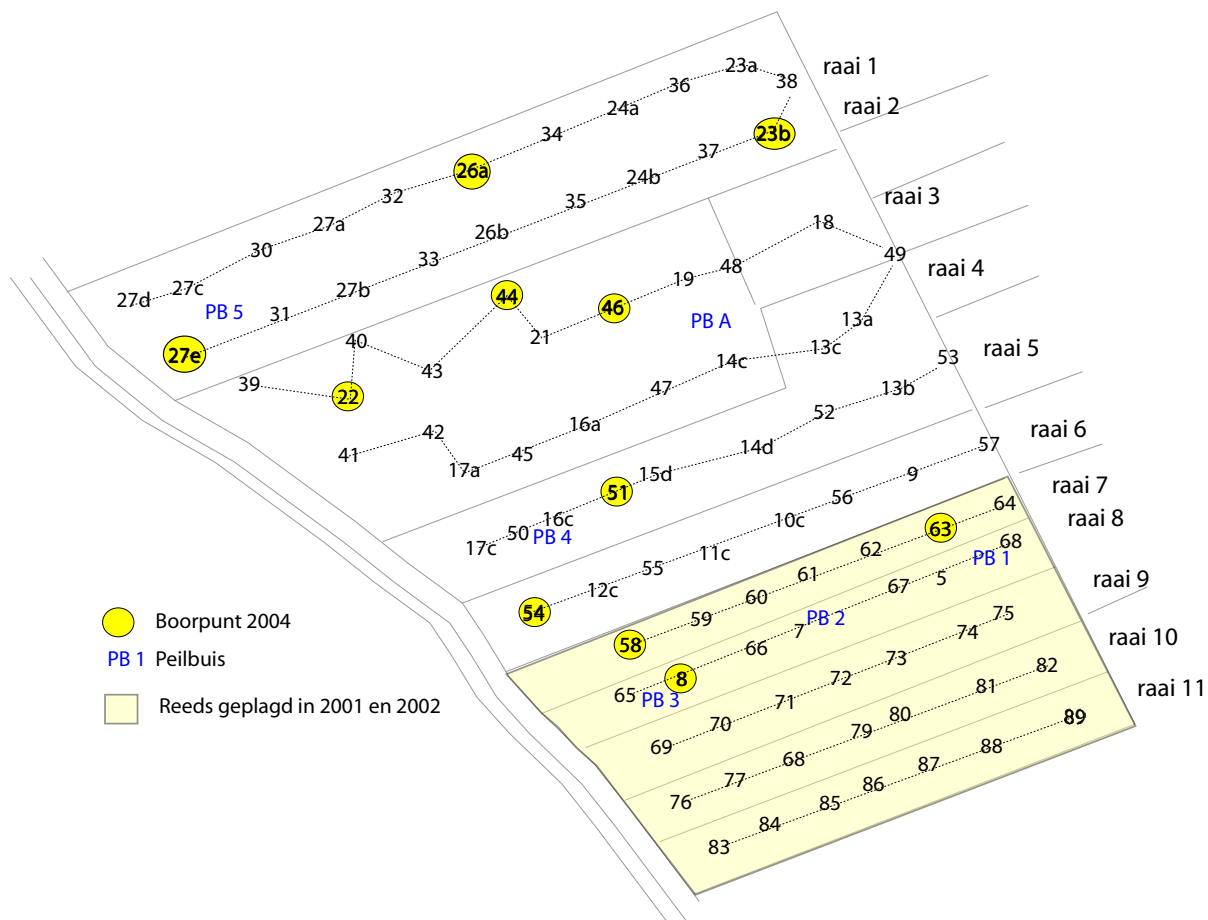 27d 27c 30 27a 32 26a 34 24a 36 23a 38 raai 1
27e 31 27b 33 26b 35 24b 37 23b raai 2
PB 5
39 22 40 43 44 21 46 19 48 18 49 raai 3
PB A
41 42 17a 45 16a 47 14c 13c 13a raai 4
17c 50 16c 51 15d 14d 52 13b 53 raai 5
PB 4
54 12c 55 11c 10c 56 9 57 raai 6
58 59 60 61 62 63 64 raai 7
65 8 66 7 67 5 68 raai 8
PB 3 PB 2 PB 1
69 70 71 72 73 74 75 raai 9
76 77 68 79 80 81 82 raai 10
83 84 85 86 87 88 89 raai 11
Boorpunt 2004
PB 1 Peilbuis
Reeds geplagd in 2001 en 2002